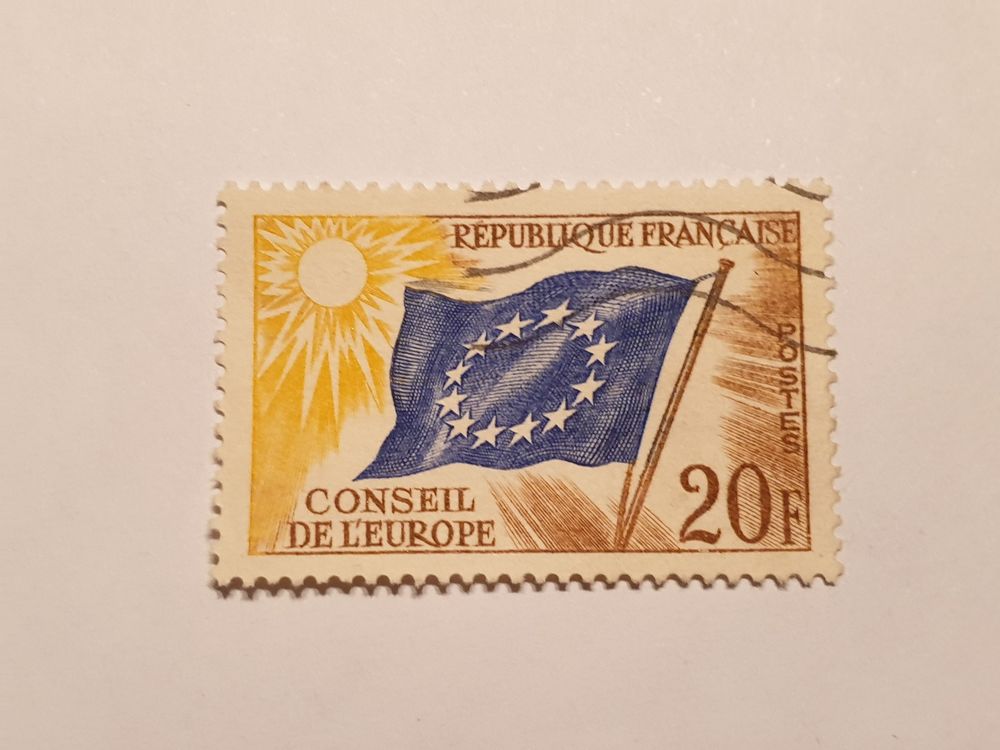 RÉPUBLIQUE FRANÇAISE
POSTES
CONSEIL
DE L'EUROPE
20F